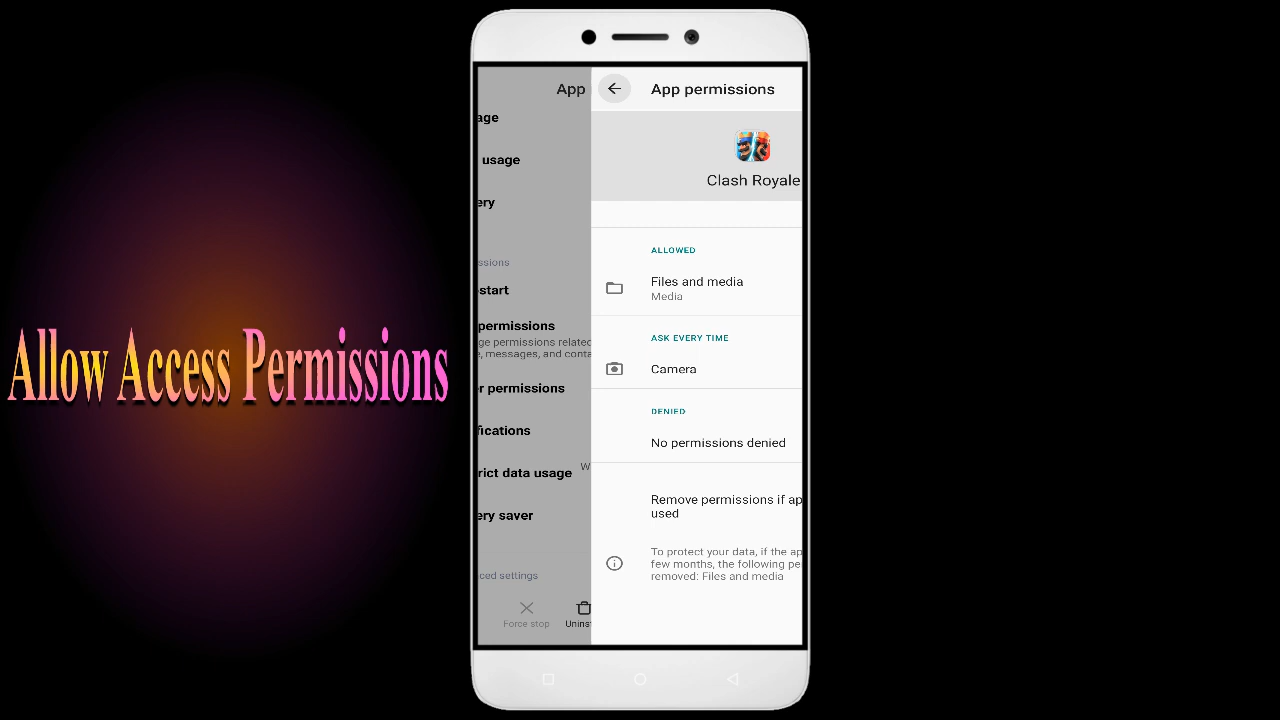 Allow Access Permissions
App
age
usage
ery
ssions
start
permissions
ge permissions related
e, messages, and conta
r permissions
fications
W
rict data usage
ery saver
ced settings
Force stop
Uninst
App permissions
Clash Royale
ALLOWED
Files and media
Media
ASK EVERY TIME
Camera
DENIED
No permissions denied
Remove permissions if ap
used
To protect your data, if the ap
few months, the following pe
removed: Files and media